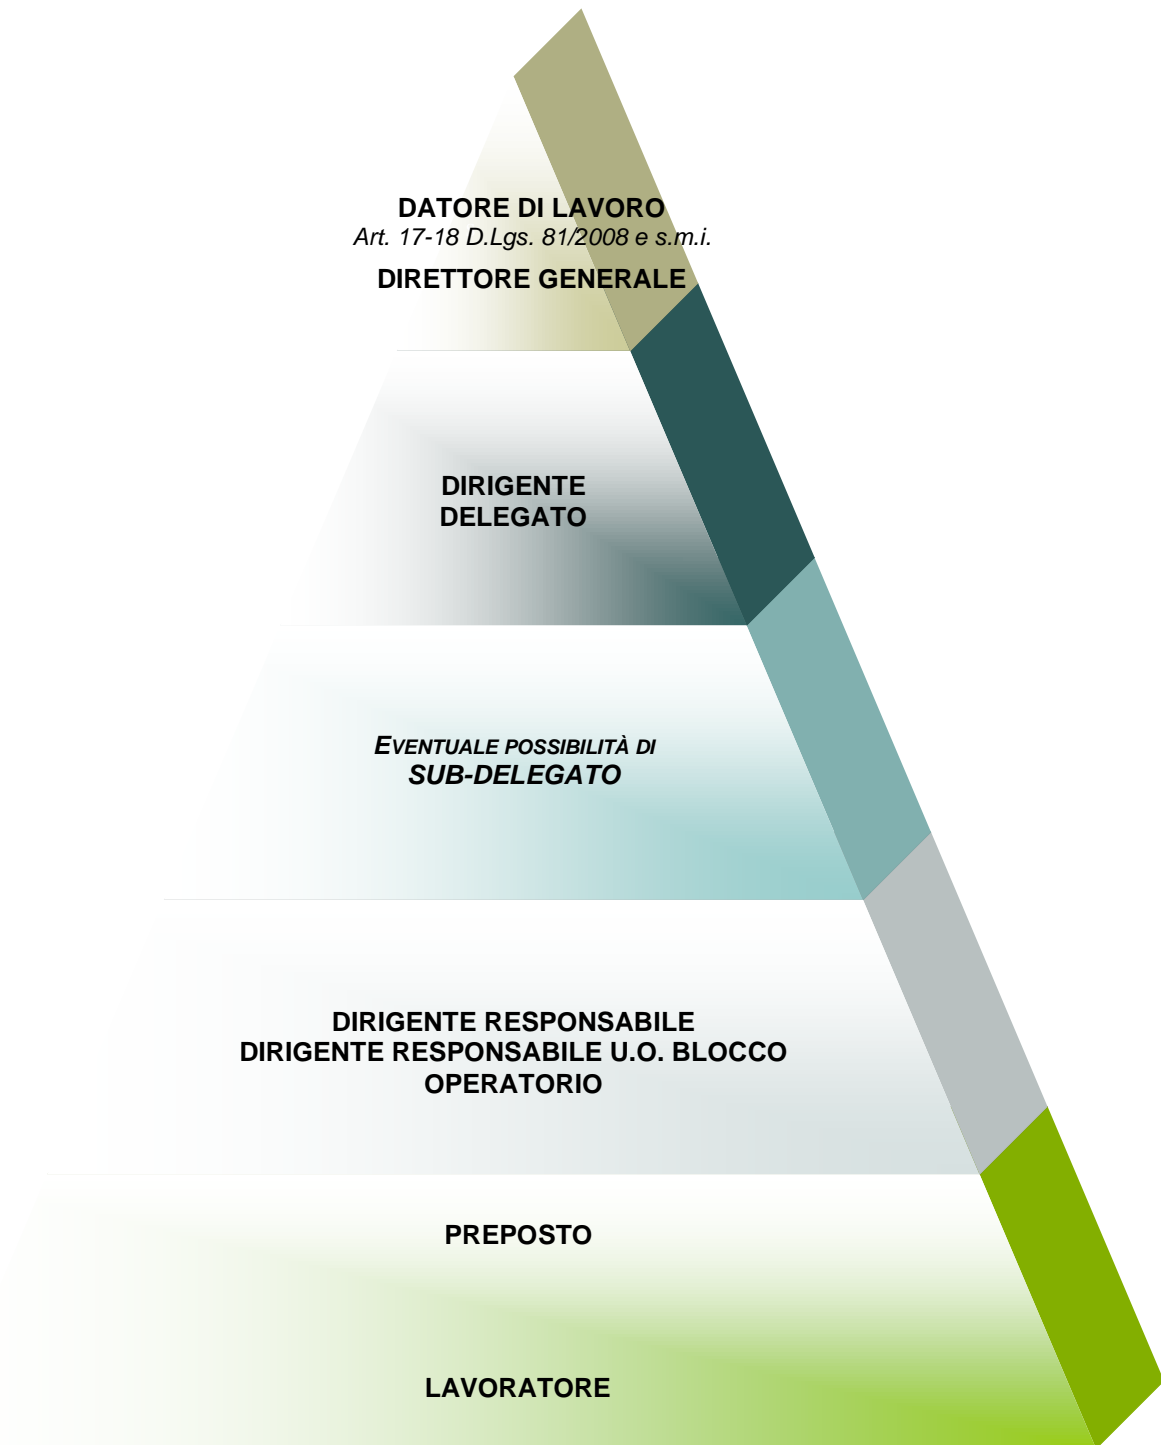 DATORE DI LAVORO
Art. 17-18 D.Lgs. 81/2008 e s.m.i.
DIRETTORE GENERALE
DIRIGENTE
DELEGATO
EVENTUALE POSSIBILITÀ DI
SUB-DELEGATO
DIRIGENTE RESPONSABILE
DIRIGENTE RESPONSABILE U.O. BLOCCO
OPERATORIO
PREPOSTO
LAVORATORE